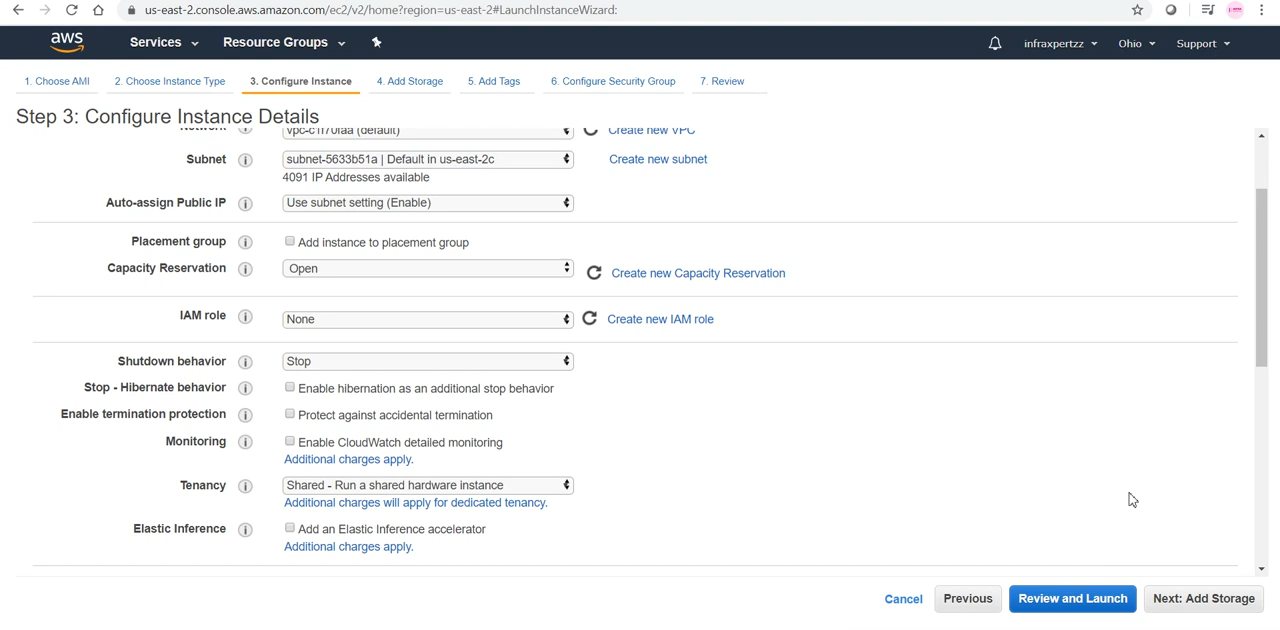 us-east-2.console.aws.amazon.com/ec2/v2/home?region=us-east-2#LaunchInstanceWizard:
aws Services Resource Groups infraxpertzz Ohio Support
1. Choose AMI 2. Choose Instance Type 3. Configure Instance 4. Add Storage 5. Add Tags 6. Configure Security Group 7. Review
Step 3: Configure Instance Details
Network (default) Create new VPC
Subnet subnet-5633b51a | Default in us-east-2c Create new subnet
4091 IP Addresses available
Auto-assign Public IP Use subnet setting (Enable)
Placement group Add instance to placement group
Capacity Reservation Open Create new Capacity Reservation
IAM role None Create new IAM role
Shutdown behavior Stop
Stop - Hibernate behavior Enable hibernation as an additional stop behavior
Enable termination protection Protect against accidental termination
Monitoring Enable CloudWatch detailed monitoring
Additional charges apply.
Tenancy Shared - Run a shared hardware instance
Additional charges will apply for dedicated tenancy.
Elastic Inference Add an Elastic Inference accelerator
Additional charges apply.
Cancel Previous Review and Launch Next: Add Storage